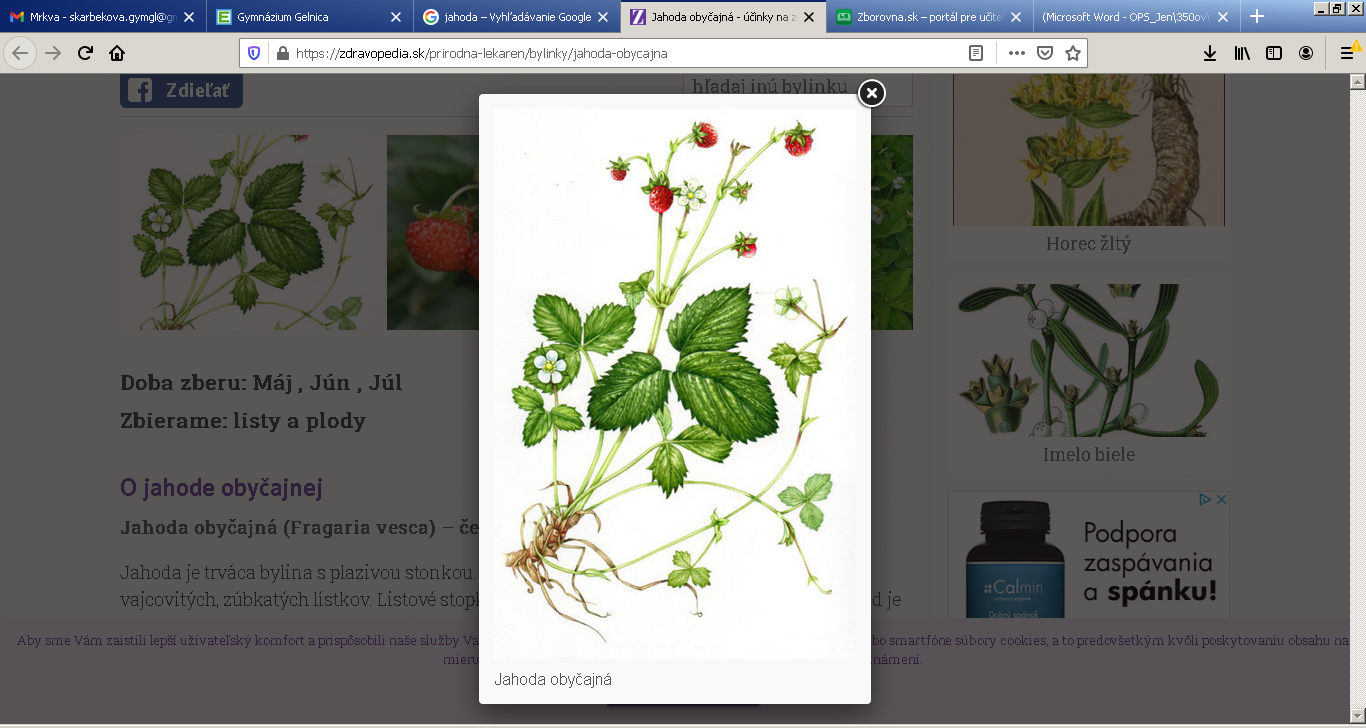 Mrkva - skarbekova.gymgl@gm
Gymnázium Gelnica
jahoda – Vyhľadávanie Google
Jahoda obyčajná - účinky na z
Zborovna.sk – portál pre učite
(Microsoft Word - OPS_Jen\350ov\
https://zdravopedia.sk/prirodna-lekaren/bylinky/jahoda-obycajna
Zdieľať
hľadaj inú bylinku
Horec žltý
Doba zberu: Máj , Jún , Júl
Zbierame: listy a plody
Imelo biele
O jahode obyčajnej
Jahoda obyčajná (Fragaria vesca) – če
Jahoda je trváca bylina s plazivou stonkou.
vajcovitých, zúbkatých lístkov. Listové stopk
d je
Podpora
zaspávania
a spánku!
Calmin
Dobrý spánok
Aby sme Vám zaistili lepší užívateľský komfort a prispôsobili naše služby Va
bo smartfóne súbory cookies, a to predovšetkým kvôli poskytovaniu obsahu na
mieru
známení.
Jahoda obyčajná